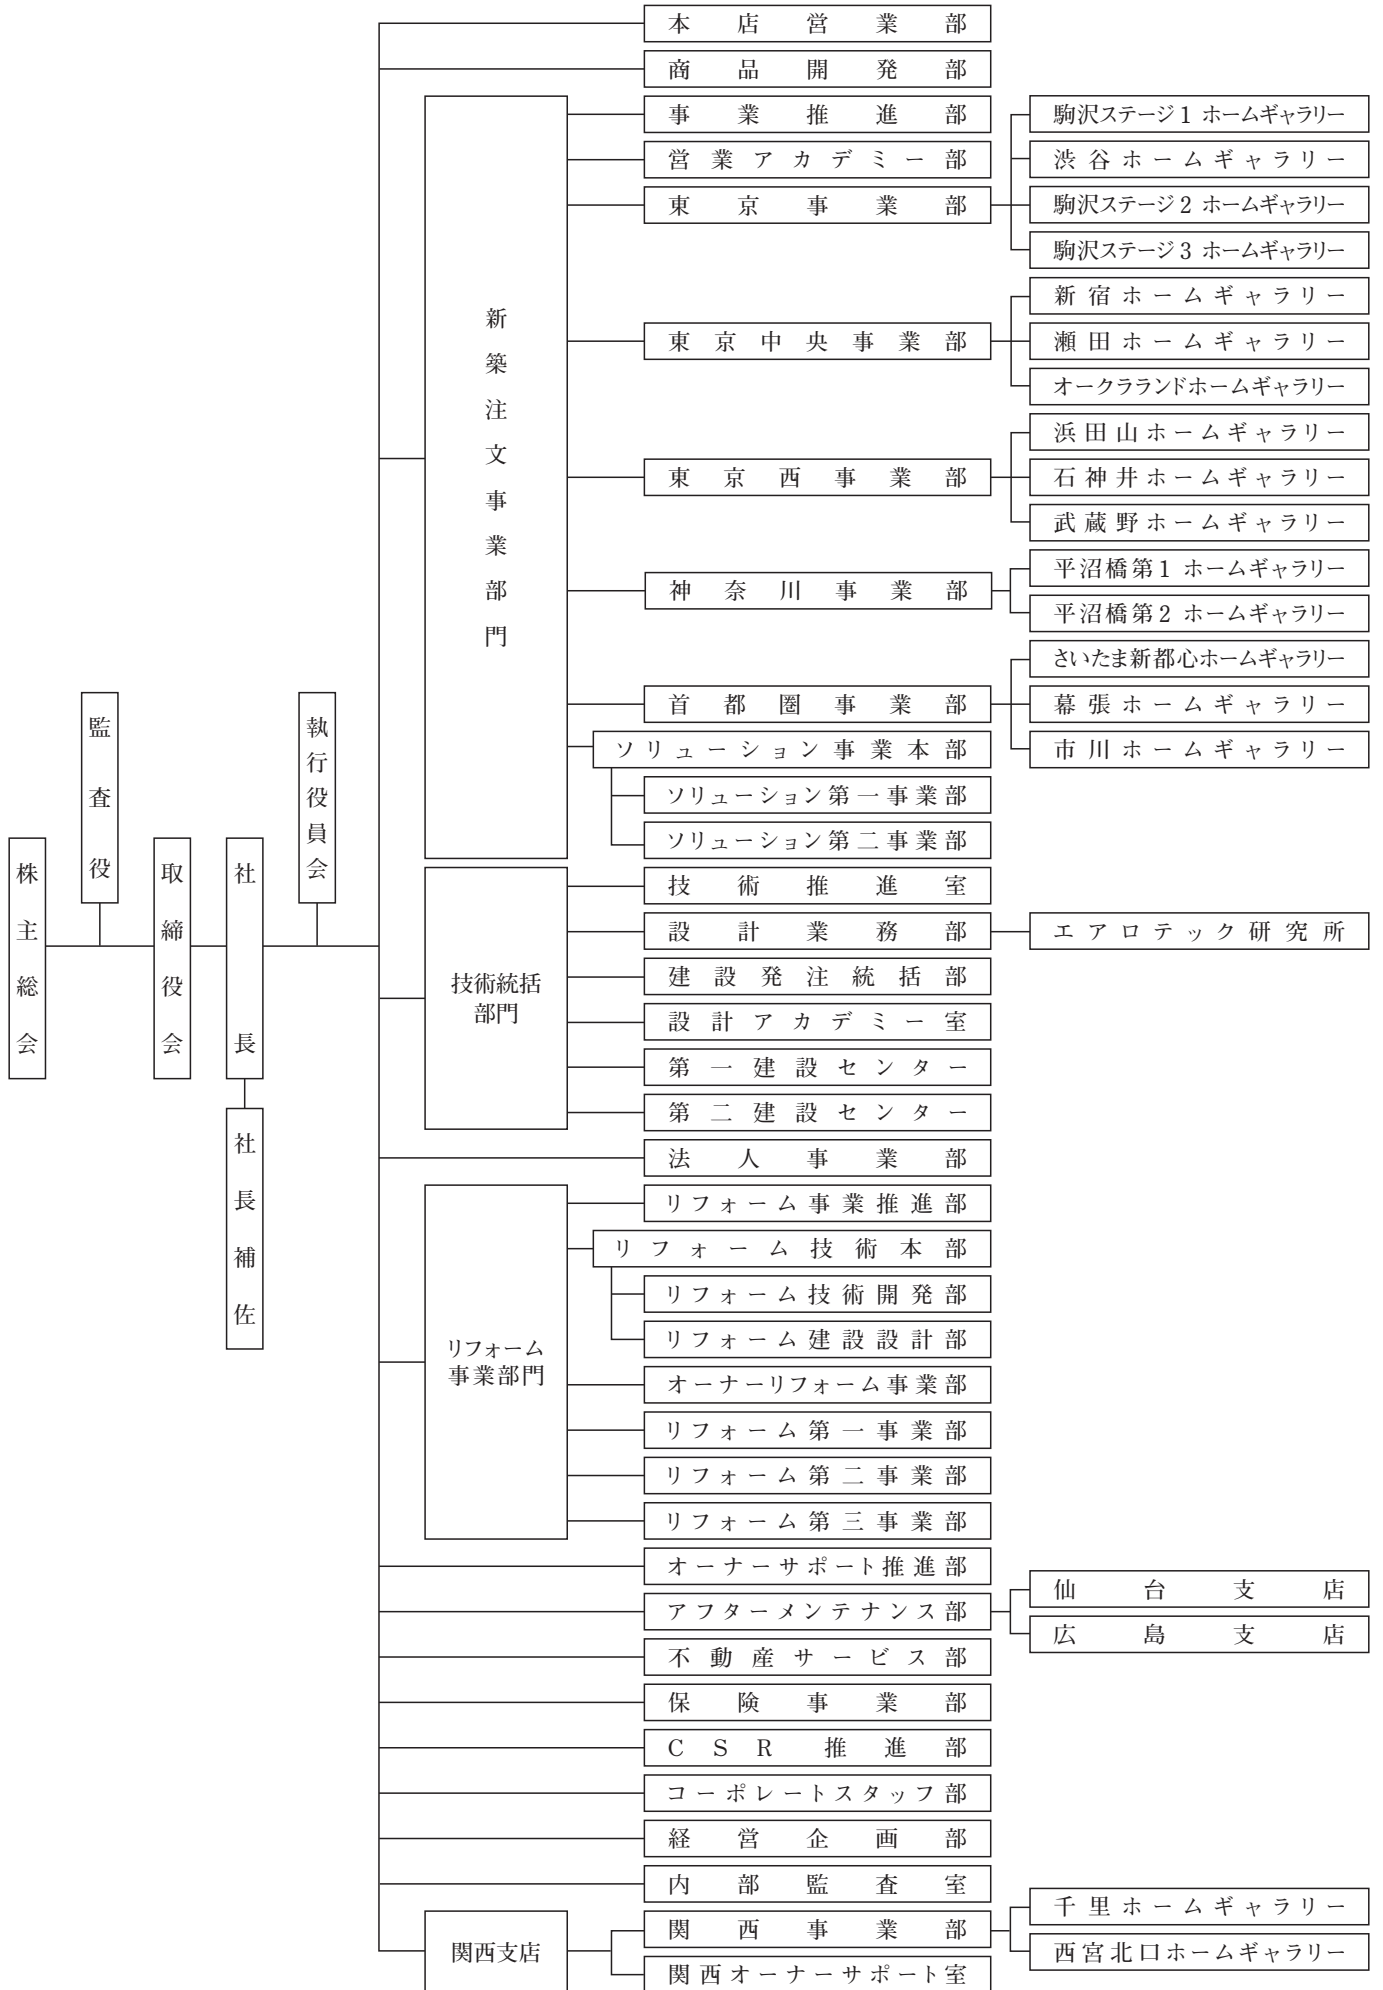 株主総会
監査役
取締役会
社長
社長補佐
執行役員会
本店営業部
商品開発部
新築注文事業部門
事業推進部
営業アカデミー部
東京事業部
駒沢ステージ1 ホームギャラリー
渋谷ホームギャラリー
駒沢ステージ2 ホームギャラリー
駒沢ステージ3 ホームギャラリー
東京中央事業部
新宿ホームギャラリー
瀬田ホームギャラリー
オークラランドホームギャラリー
東京西事業部
浜田山ホームギャラリー
石神井ホームギャラリー
武蔵野ホームギャラリー
神奈川事業部
平沼橋第1 ホームギャラリー
平沼橋第2 ホームギャラリー
首都圏事業部
さいたま新都心ホームギャラリー
幕張ホームギャラリー
市川ホームギャラリー
ソリューション事業本部
ソリューション第一事業部
ソリューション第二事業部
技術統括
部門
技術推進室
設計業務部
エアロテック研究所
建設発注統括部
設計アカデミー室
第一建設センター
第二建設センター
法人事業部
リフォーム
事業部門
リフォーム事業推進部
リフォーム技術本部
リフォーム技術開発部
リフォーム建設設計部
オーナーリフォーム事業部
リフォーム第一事業部
リフォーム第二事業部
リフォーム第三事業部
オーナーサポート推進部
アフターメンテナンス部
仙台支店
広島支店
不動産サービス部
保険事業部
CSR推進部
コーポレートスタッフ部
経営企画部
内部監査室
関西支店
関西事業部
千里ホームギャラリー
西宮北口ホームギャラリー
関西オーナーサポート室